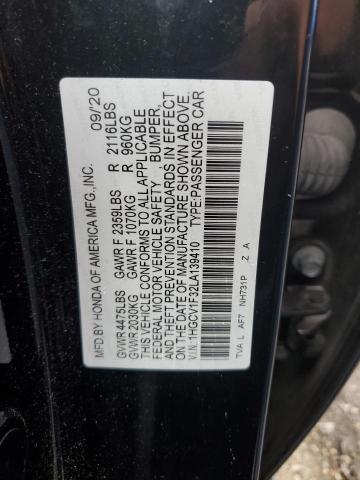 MFD.BY HONDA OF AMERICA MFG.,INC. 09/20
GVWR 4475LBS GAWR F 2359LBS R 2116LBS
GVWR 2030KG GAWR F 1070KG R 960KG
THIS VEHICLE CONFORMS TO ALL APPLICABLE
FEDERAL MOTOR VEHICLE SAFETY, BUMPER,
AND THEFT PREVENTION STANDARDS IN EFFECT
ON THE DATE OF MANUFACTURE SHOWN ABOVE.
V-N: 1HGCV1F32LA139410 TYPE:PASSENGER CAR
TVA L AF7 NH731P Z A